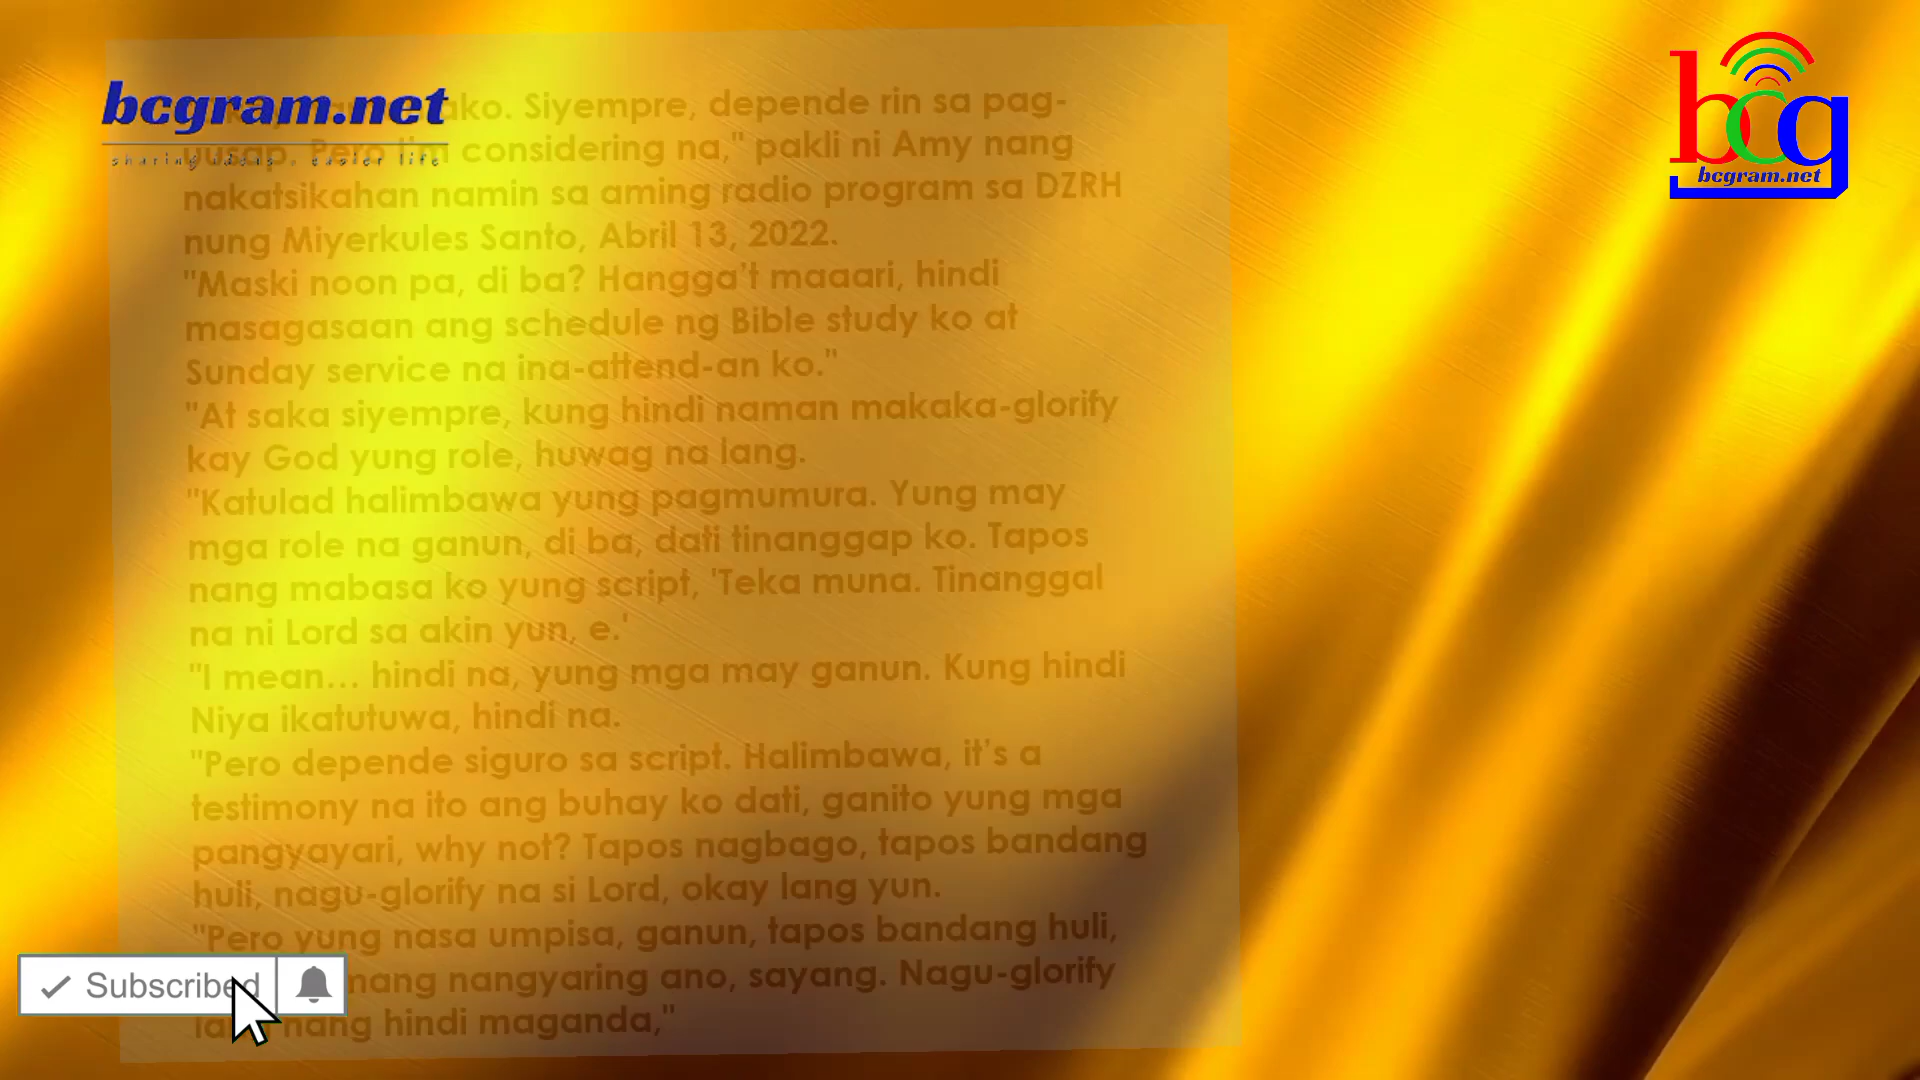 bcgram.net
sharing ideas . easier life
bcg
bcgram.net
ako. Siyempre, depende rin sa pag-
uusap. Pero I'm considering na," pakli ni Amy nang
nakatsikahan namin sa aming radio program sa DZRH
nung Miyerkules Santo, Abril 13, 2022.
"Maski noon pa, di ba? Hangga't maaari, hindi
masagasaan ang schedule ng Bible study ko at
Sunday service na ina-attend-an ko."
"At saka siyempre, kung hindi naman makaka-glorify
kay God yung role, huwag na lang.
"Katulad halimbawa yung pagmumura. Yung may
mga role na ganun, di ba, dati tinanggap ko. Tapos
nang mabasa ko yung script, 'Teka muna. Tinanggal
na ni Lord sa akin yun, e.'
"I mean... hindi na, yung mga may ganun. Kung hindi
Niya ikatutuwa, hindi na.
"Pero depende siguro sa script. Halimbawa, it's a
testimony na ito ang buhay ko dati, ganito yung mga
pangyayari, why not? Tapos nagbago, tapos bandang
huli, nagu-glorify na si Lord, okay lang yun.
"Pero yung nasa umpisa, ganun, tapos bandang huli,
nangyaring ano, sayang. Nagu-glorify
hindi maganda,"
Subscribed